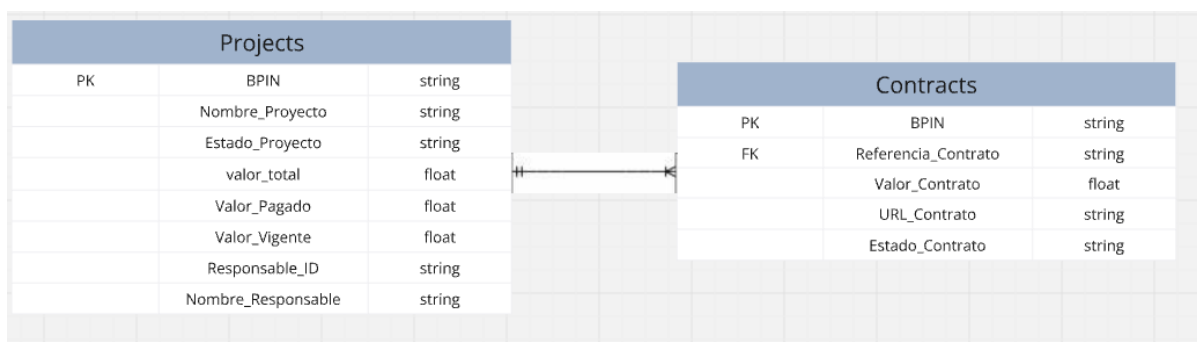 Projects
PK BPIN string
Nombre_Proyecto string
Estado_Proyecto string
valor_total float
Valor_Pagado float
Valor_Vigente float
Responsable_ID string
Nombre_Responsable string
Contracts
PK BPIN string
FK Referencia_Contrato string
Valor_Contrato float
URL_Contrato string
Estado_Contrato string